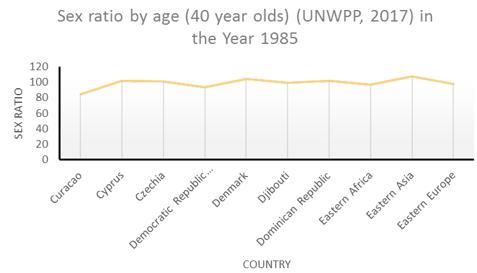 Sex ratio by age (40 year olds) (UNWPP, 2017) in
the Year 1985
120
100
80
60
40
20
0
SEX RATIO
Curacao
Cyprus
Czechia
Democratic Republic...
Denmark
Djibouti
Dominican Republic
Eastern Africa
Eastern Asia
Eastern Europe
COUNTRY